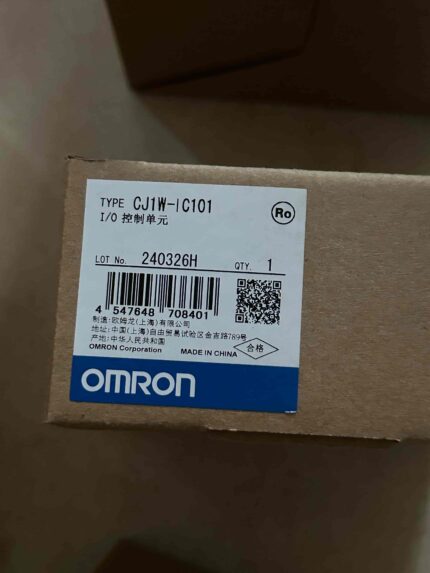 TYPE CJ1W-IC101
I/O 控制单元
Ro
LOT No. 240326H QTY. 1
4 547648 708401
制造:欧姆龙(上海)有限公司
地址:中国(上海)自由贸易试验区金吉路789号
产地:中华人民共和国
OMRON Corporation MADE IN CHINA 合格
OMRON